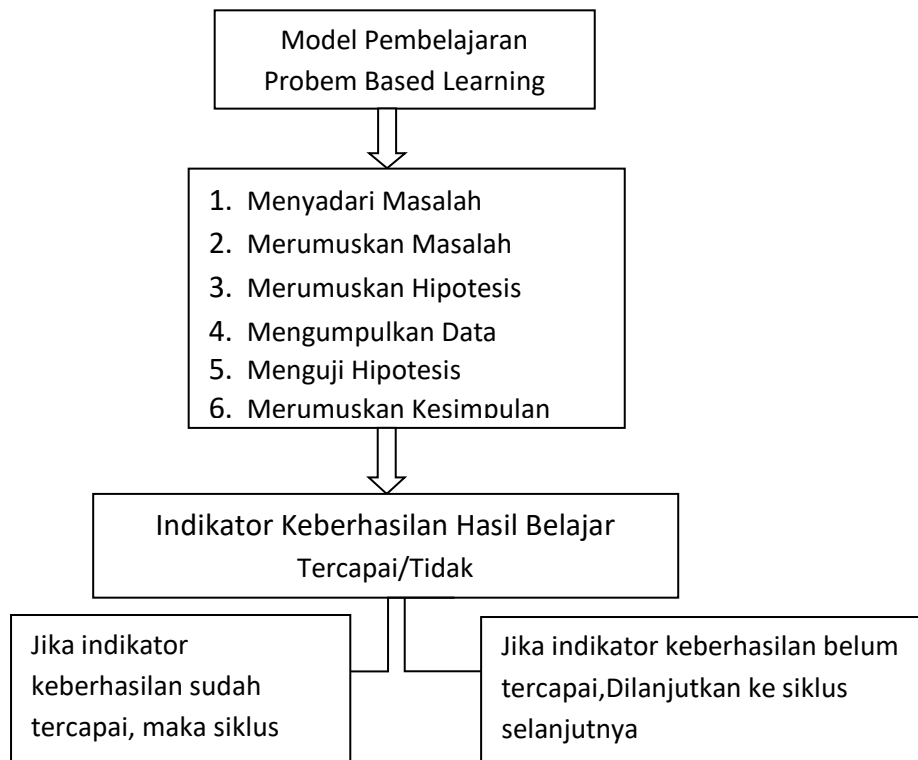 Model Pembelajaran
Probem Based Learning
1. Menyadari Masalah
2. Merumuskan Masalah
3. Merumuskan Hipotesis
4. Mengumpulkan Data
5. Menguji Hipotesis
6. Merumuskan Kesimpulan
Indikator Keberhasilan Hasil Belajar
Tercapai/Tidak
Jika indikator
keberhasilan sudah
tercapai, maka siklus
Jika indikator keberhasilan belum
tercapai,Dilanjutkan ke siklus
selanjutnya